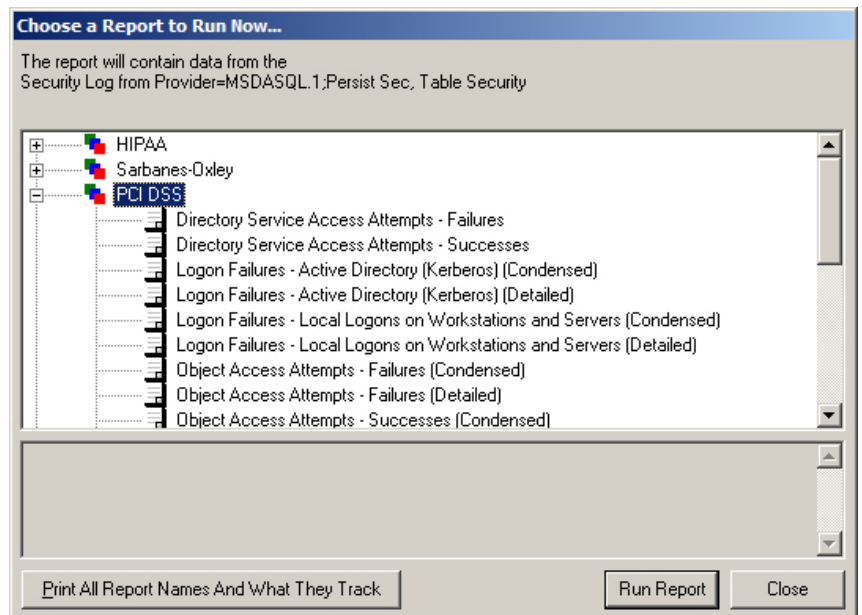 Choose a Report to Run Now...
The report will contain data from the
Security Log from Provider=MSDASQL.1;Persist Sec, Table Security
HIPAA
Sarbanes-Oxley
PCI DSS
Directory Service Access Attempts - Failures
Directory Service Access Attempts - Successes
Logon Failures - Active Directory (Kerberos) (Condensed)
Logon Failures - Active Directory (Kerberos) (Detailed)
Logon Failures - Local Logons on Workstations and Servers (Condensed)
Logon Failures - Local Logons on Workstations and Servers (Detailed)
Object Access Attempts - Failures (Condensed)
Object Access Attempts - Failures (Detailed)
Object Access Attempts - Successes (Condensed)
Print All Report Names And What They Track
Run Report
Close